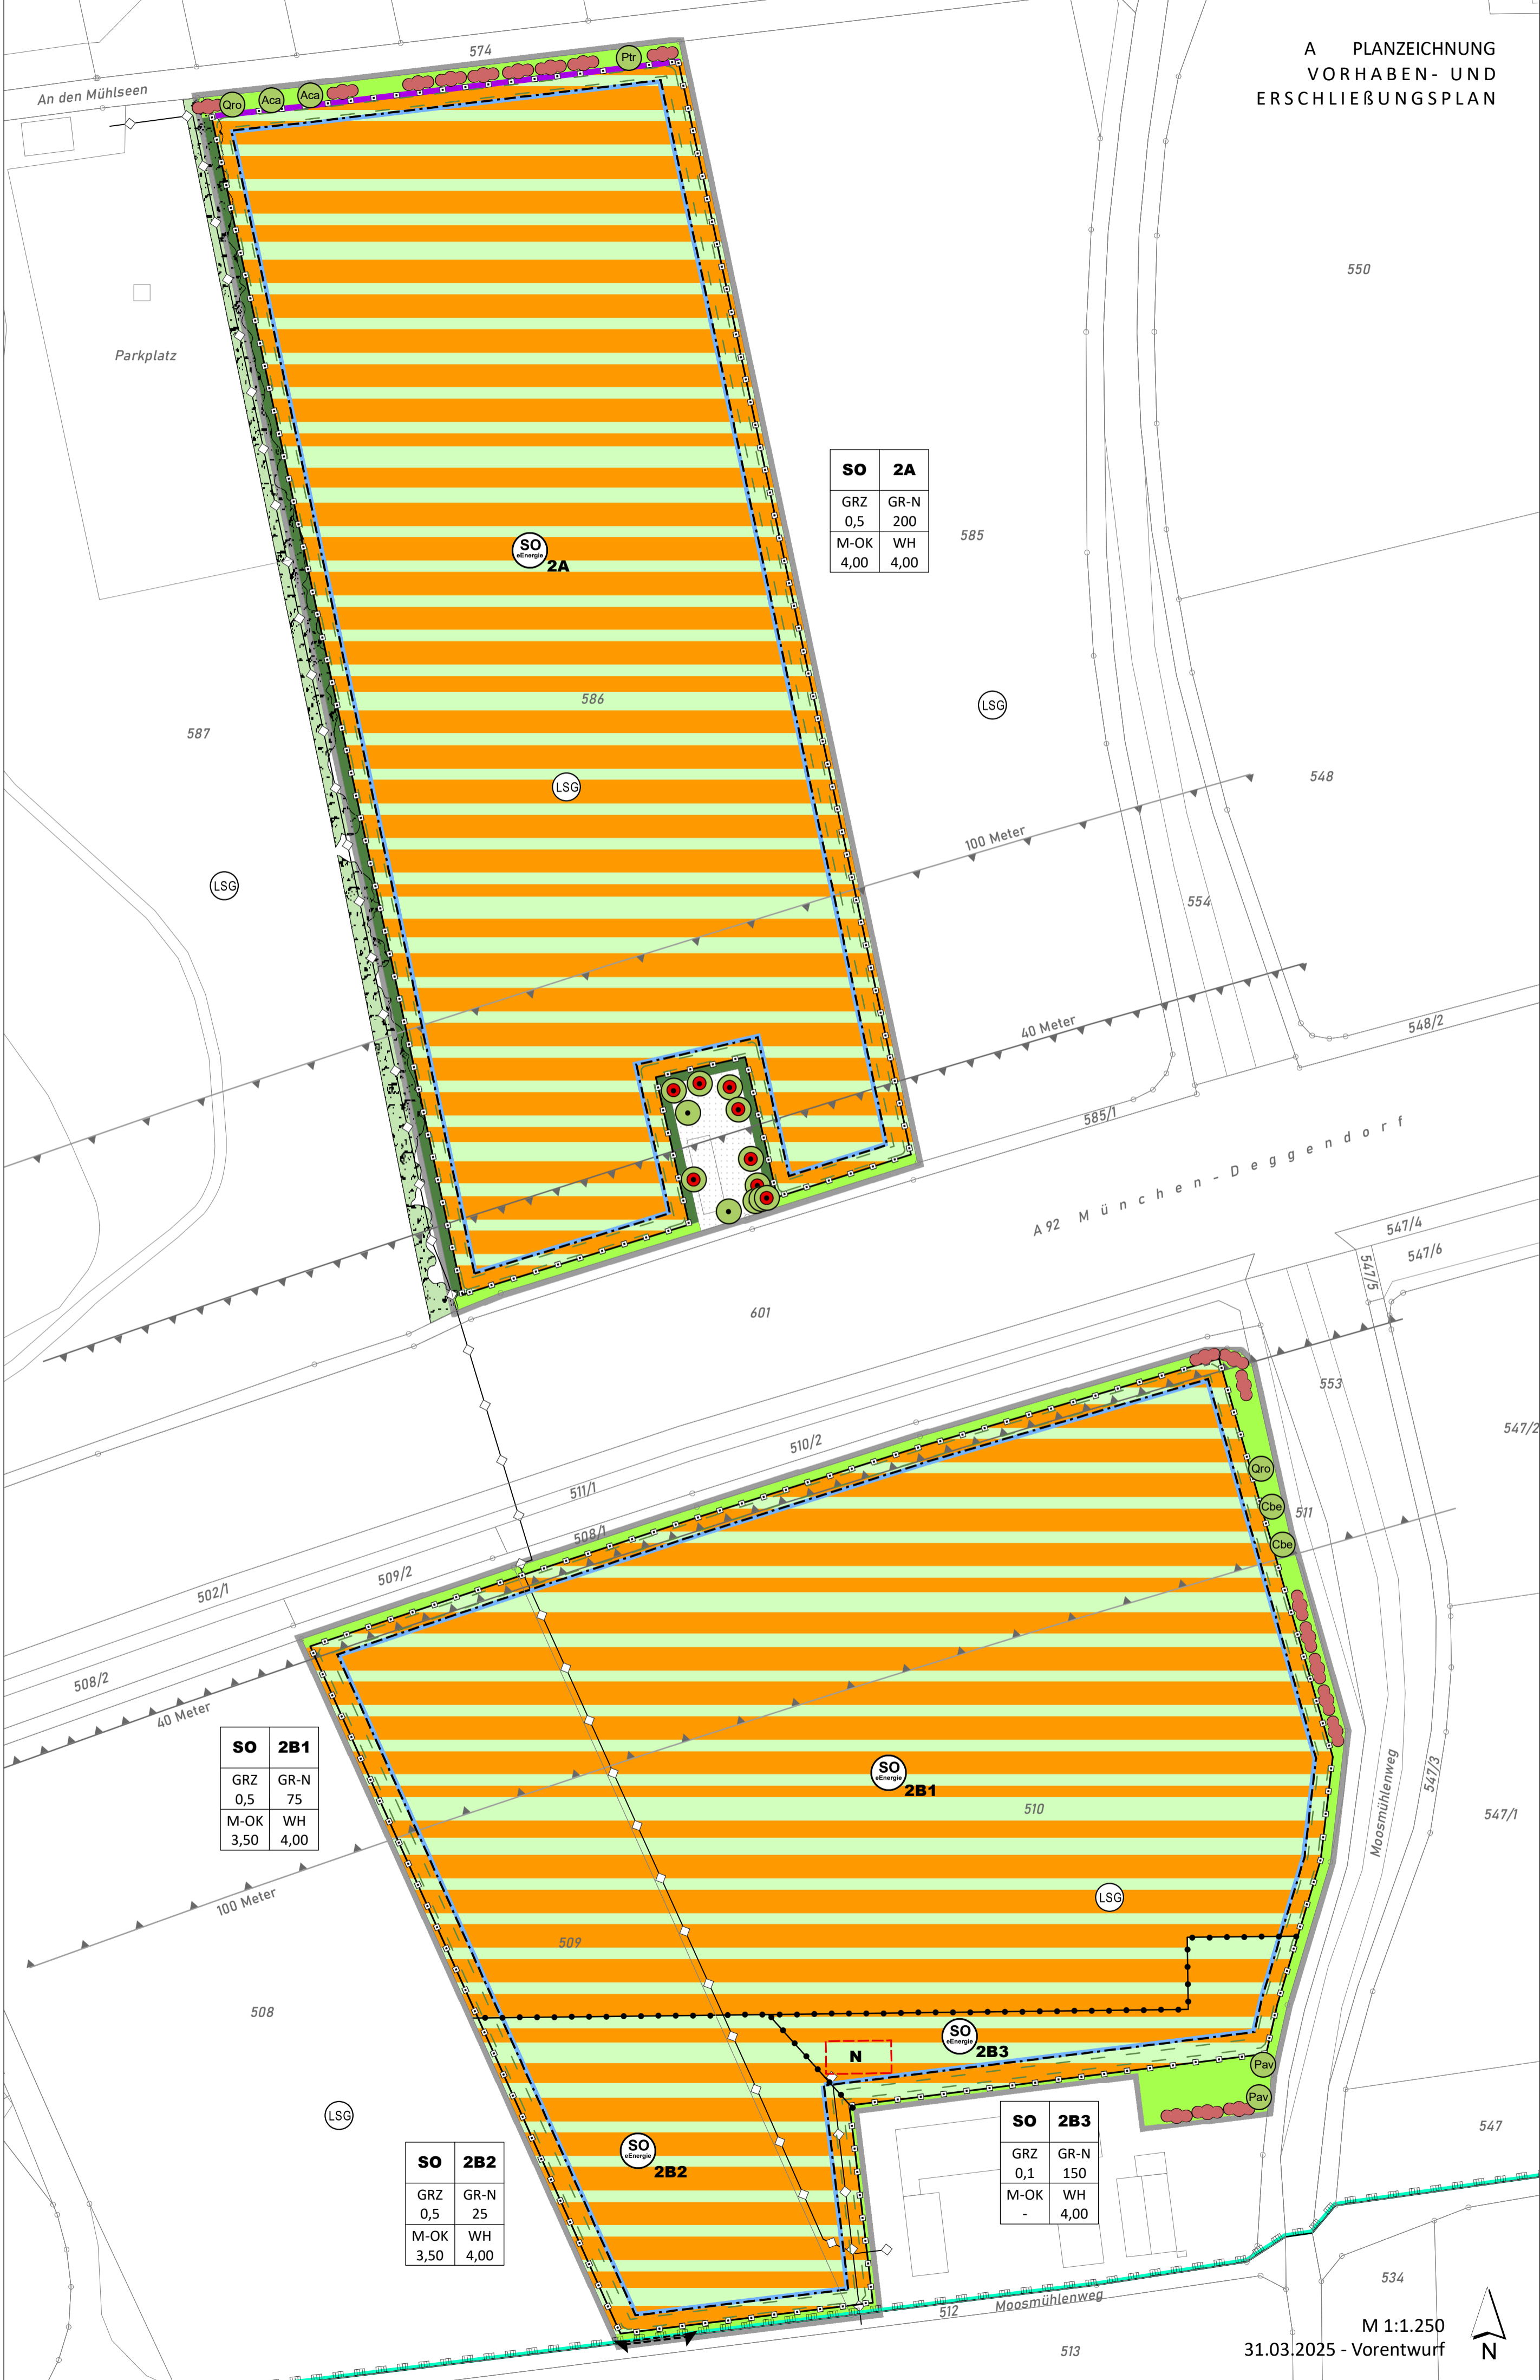 A PLANZEICHNUNG
VORHABEN- UND
ERSCHLIEßUNGSPLAN
574
An den Mühlseen
Qro
Aca
Aca
Ptr
550
Parkplatz
SO 2A
GRZ GR-N
0,5 200
M-OK WH
4,00 4,00
585
SO
eEnergie
2A
586
587
LSG
LSG
LSG
548
100 Meter
554
40 Meter
548/2
585/1
A 92 München-Deggendorf
547/4
547/6
547/5
601
553
547/2
510/2
Qro
511/1
Cbe
511
508/1
Cbe
509/2
502/1
508/2
40 Meter
SO 2B1
GRZ GR-N
0,5 75
M-OK WH
3,50 4,00
SO
eEnergie
2B1
510
Moosmühlenweg
547/3
547/1
100 Meter
LSG
509
508
SO
eEnergie
2B3
N
Pav
Pav
LSG
SO 2B3
GRZ GR-N
0,1 150
M-OK WH
- 4,00
547
SO
eEnergie
2B2
SO 2B2
GRZ GR-N
0,5 25
M-OK WH
3,50 4,00
534
Moosmühlenweg
512
513
M 1:1.250
31.03.2025 - Vorentwurf
N